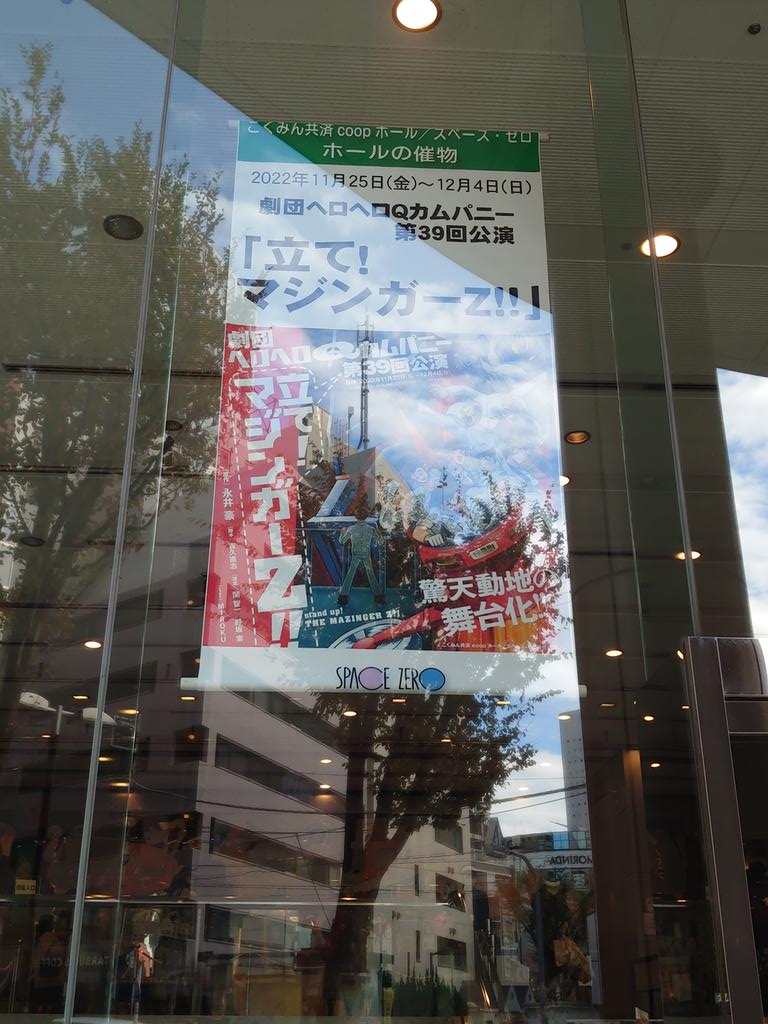 こくみん共済 coop ホール／スペース・ゼロ
ホールの催物
2022年11月25日(金)～12月4日(日)
劇団ヘロヘロQカムパニー
第39回公演
「立て!
マジンガーZ!!」
劇団
ヘロヘロQカムパニー
第39回公演
立て!
マジンガーZ!!
永井 豪
MIROKU
stand up!
THE MAZINGER Z!!
驚天動地の
舞台化!!
SPACE ZERO
MORINDA